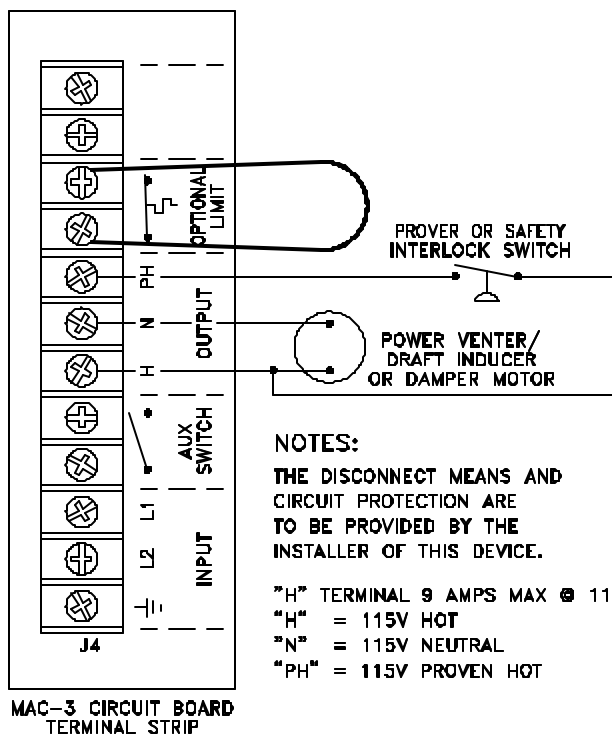 OPTIONAL
LIMIT
PH
N
H
OUTPUT
AUX
SWITCH
L1
L2
INPUT
J4
MAC-3 CIRCUIT BOARD
TERMINAL STRIP
PROVER OR SAFETY
INTERLOCK SWITCH
POWER VENTER/
DRAFT INDUCER
OR DAMPER MOTOR
NOTES:
THE DISCONNECT MEANS AND
CIRCUIT PROTECTION ARE
TO BE PROVIDED BY THE
INSTALLER OF THIS DEVICE.
"H" TERMINAL 9 AMPS MAX @ 11
"H" = 115V HOT
"N" = 115V NEUTRAL
"PH" = 115V PROVEN HOT